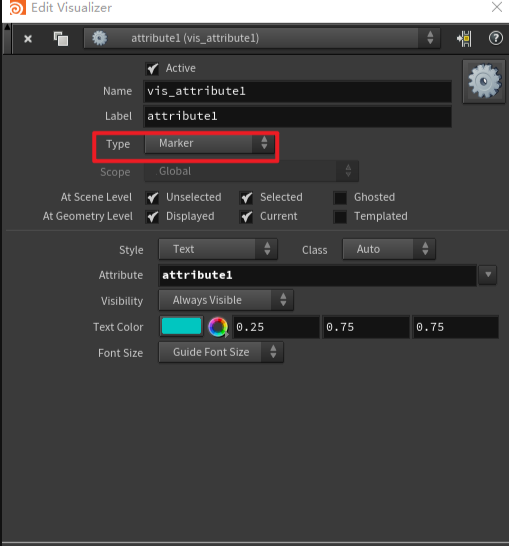 Edit Visualizer
attribute1 (vis_attribute1)
Active
Name vis_attribute1
Label attribute1
Type Marker
Scope Global
At Scene Level Unselected Selected Ghosted
At Geometry Level Displayed Current Templated
Style Text Class Auto
Attribute attribute1
Visibility Always Visible
Text Color 0.25 0.75 0.75
Font Size Guide Font Size